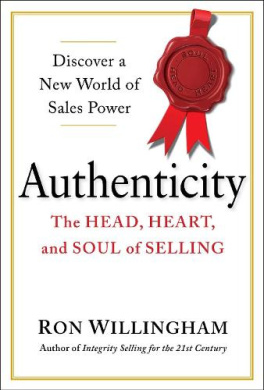 Discover a
New World of
Sales Power
Authenticity
The HEAD, HEART,
and SOUL of SELLING
RON WILLINGHAM
Author of Integrity Selling for the 21st Century